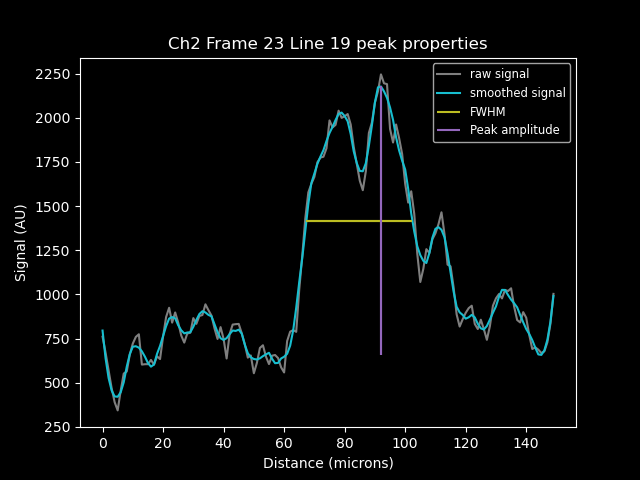 Ch2 Frame 23 Line 19 peak properties
raw signal
smoothed signal
FWHM
Peak amplitude
Signal (AU)
2250
2000
1750
1500
1250
1000
750
500
250
0 20 40 60 80 100 120 140
Distance (microns)